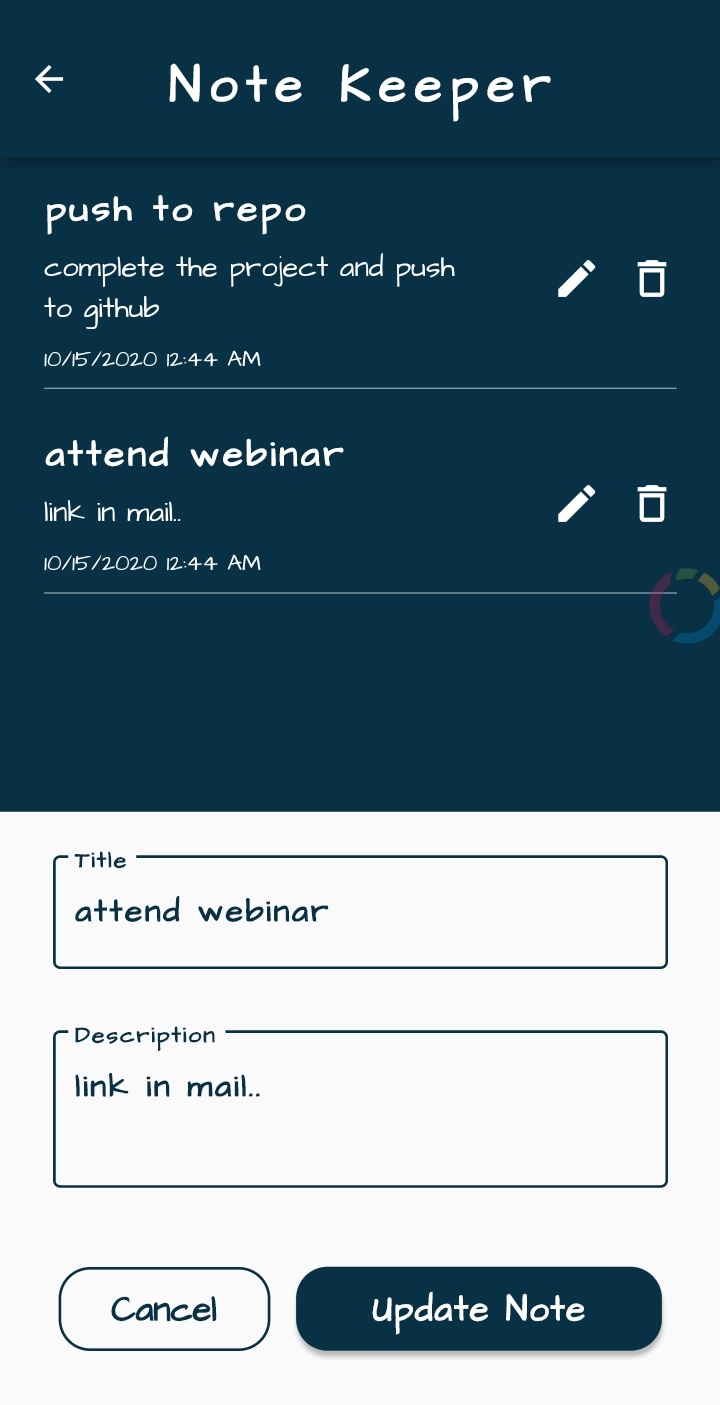 Note Keeper
push to repo
complete the project and push
to github
10/15/2020 12:44 AM
attend webinar
link in mail..
10/15/2020 12:44 AM
Title
attend webinar
Description
link in mail..
Cancel
Update Note